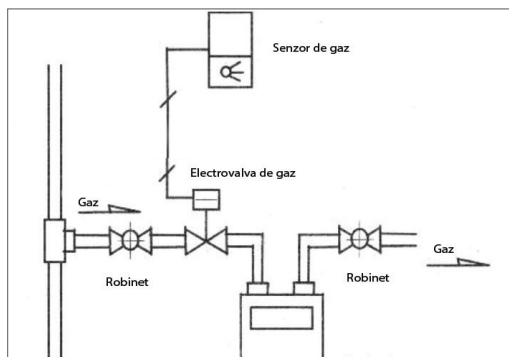 Senzor de gaz
Electrovalva de gaz
Gaz
Gaz
Robinet
Robinet